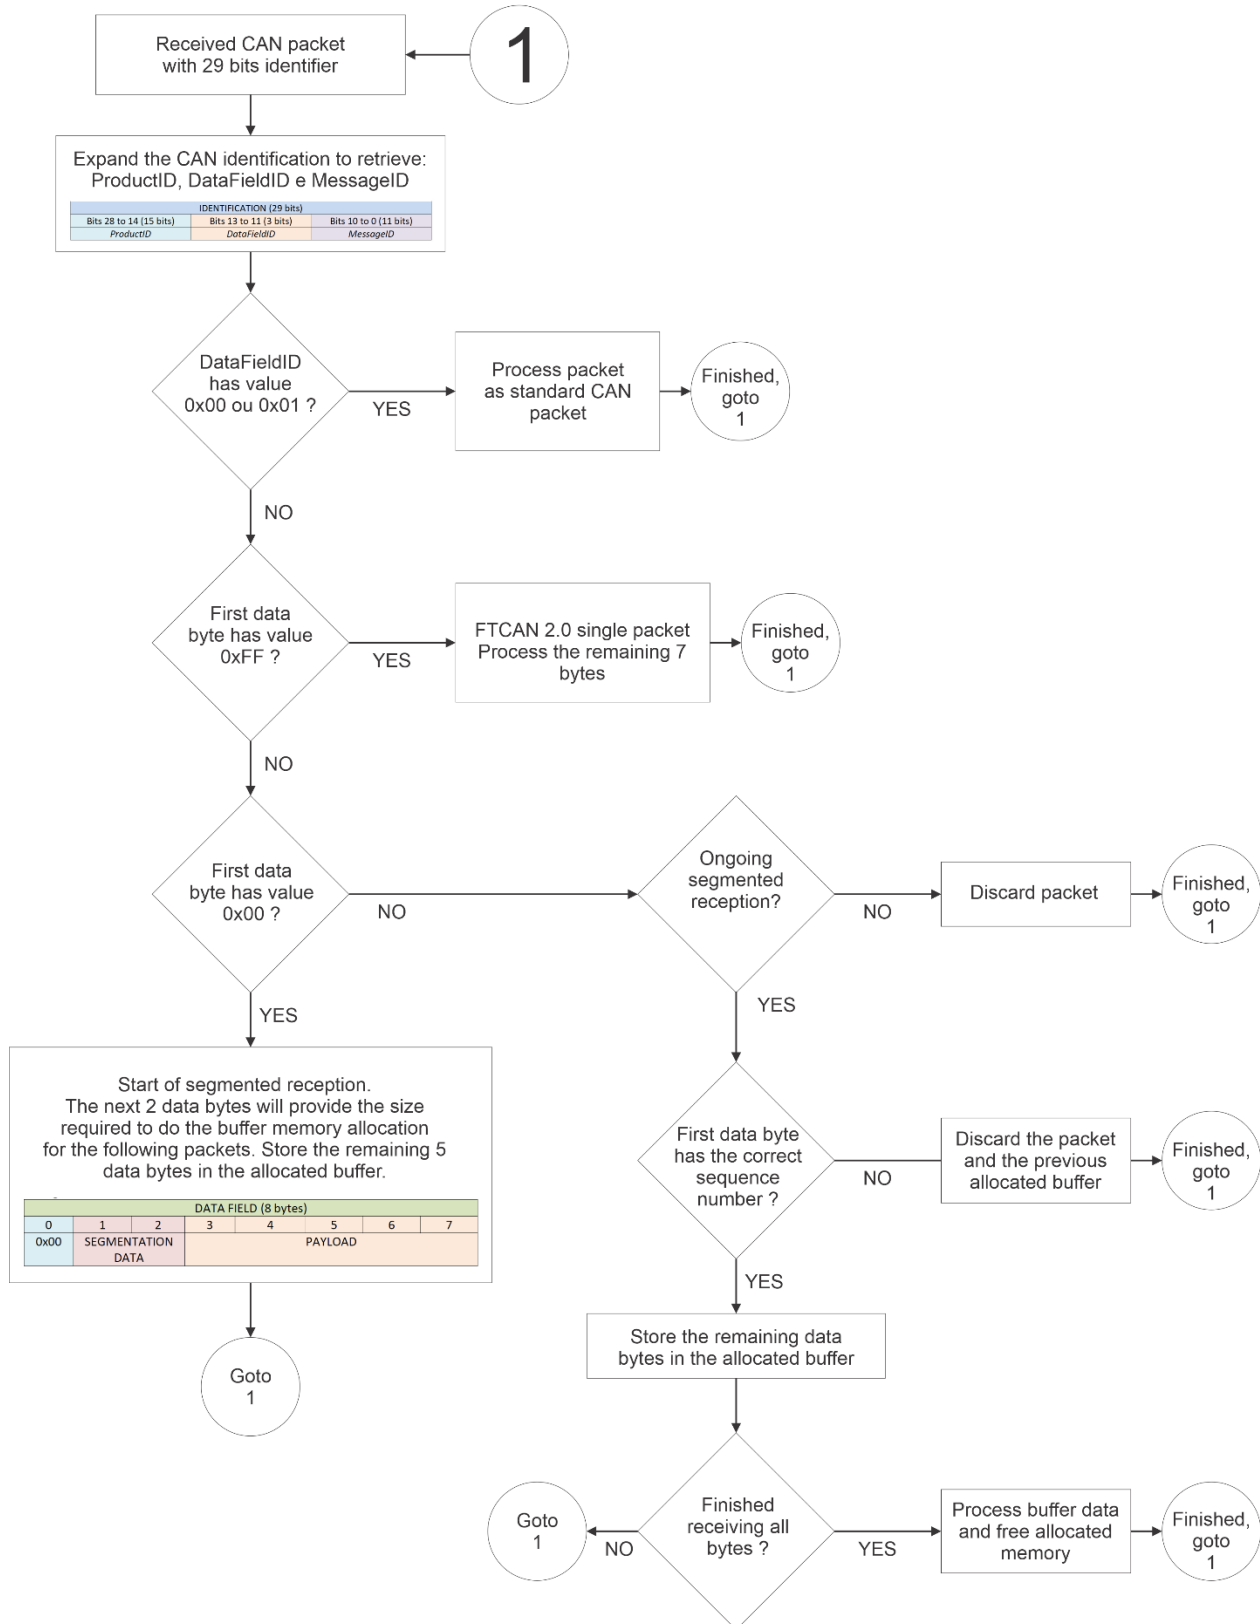 Received CAN packet
with 29 bits identifier
1
Expand the CAN identification to retrieve:
ProductID, DataFieldID e MessageID
IDENTIFICATION (29 bits)
Bits 28 to 14 (15 bits) Bits 13 to 11 (3 bits) Bits 10 to 0 (11 bits)
ProductID DataFieldID MessageID
DataFieldID
has value
0x00 ou 0x01 ?
YES
Process packet
as standard CAN
packet
Finished,
goto
1
NO
First data
byte has value
0xFF ?
YES
FTCAN 2.0 single packet
Process the remaining 7
bytes
Finished,
goto
1
NO
First data
byte has value
0x00 ?
NO
Ongoing
segmented
reception?
NO
Discard packet
Finished,
goto
1
YES
YES
Start of segmented reception.
The next 2 data bytes will provide the size
required to do the buffer memory allocation
for the following packets. Store the remaining 5
data bytes in the allocated buffer.
DATA FIELD (8 bytes)
0 1 2 3 4 5 6 7
0x00 SEGMENTATION PAYLOAD
DATA
Goto
1
First data byte
has the correct
sequence
number ?
NO
Discard the packet
and the previous
allocated buffer
Finished,
goto
1
YES
Store the remaining data
bytes in the allocated buffer
Finished
receiving all
bytes ?
NO
Goto
1
YES
Process buffer data
and free allocated
memory
Finished,
goto
1